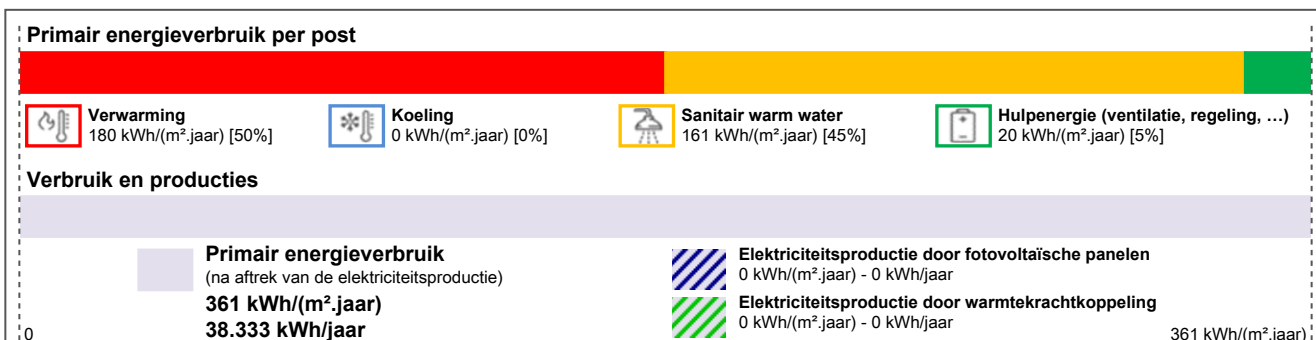 Primair energieverbruik per post
Verwarming
180 kWh/(m².jaar) [50%]
Koeling
0 kWh/(m².jaar) [0%]
Sanitair warm water
161 kWh/(m².jaar) [45%]
Hulpenergie (ventilatie, regeling, …)
20 kWh/(m².jaar) [5%]
Verbruik en producties
Primair energieverbruik
(na aftrek van de elektriciteitsproductie)
361 kWh/(m².jaar)
38.333 kWh/jaar
Elektriciteitsproductie door fotovoltaïsche panelen
0 kWh/(m².jaar) - 0 kWh/jaar
Elektriciteitsproductie door warmtekrachtkoppeling
0 kWh/(m².jaar) - 0 kWh/jaar
0
361 kWh/(m².jaar)